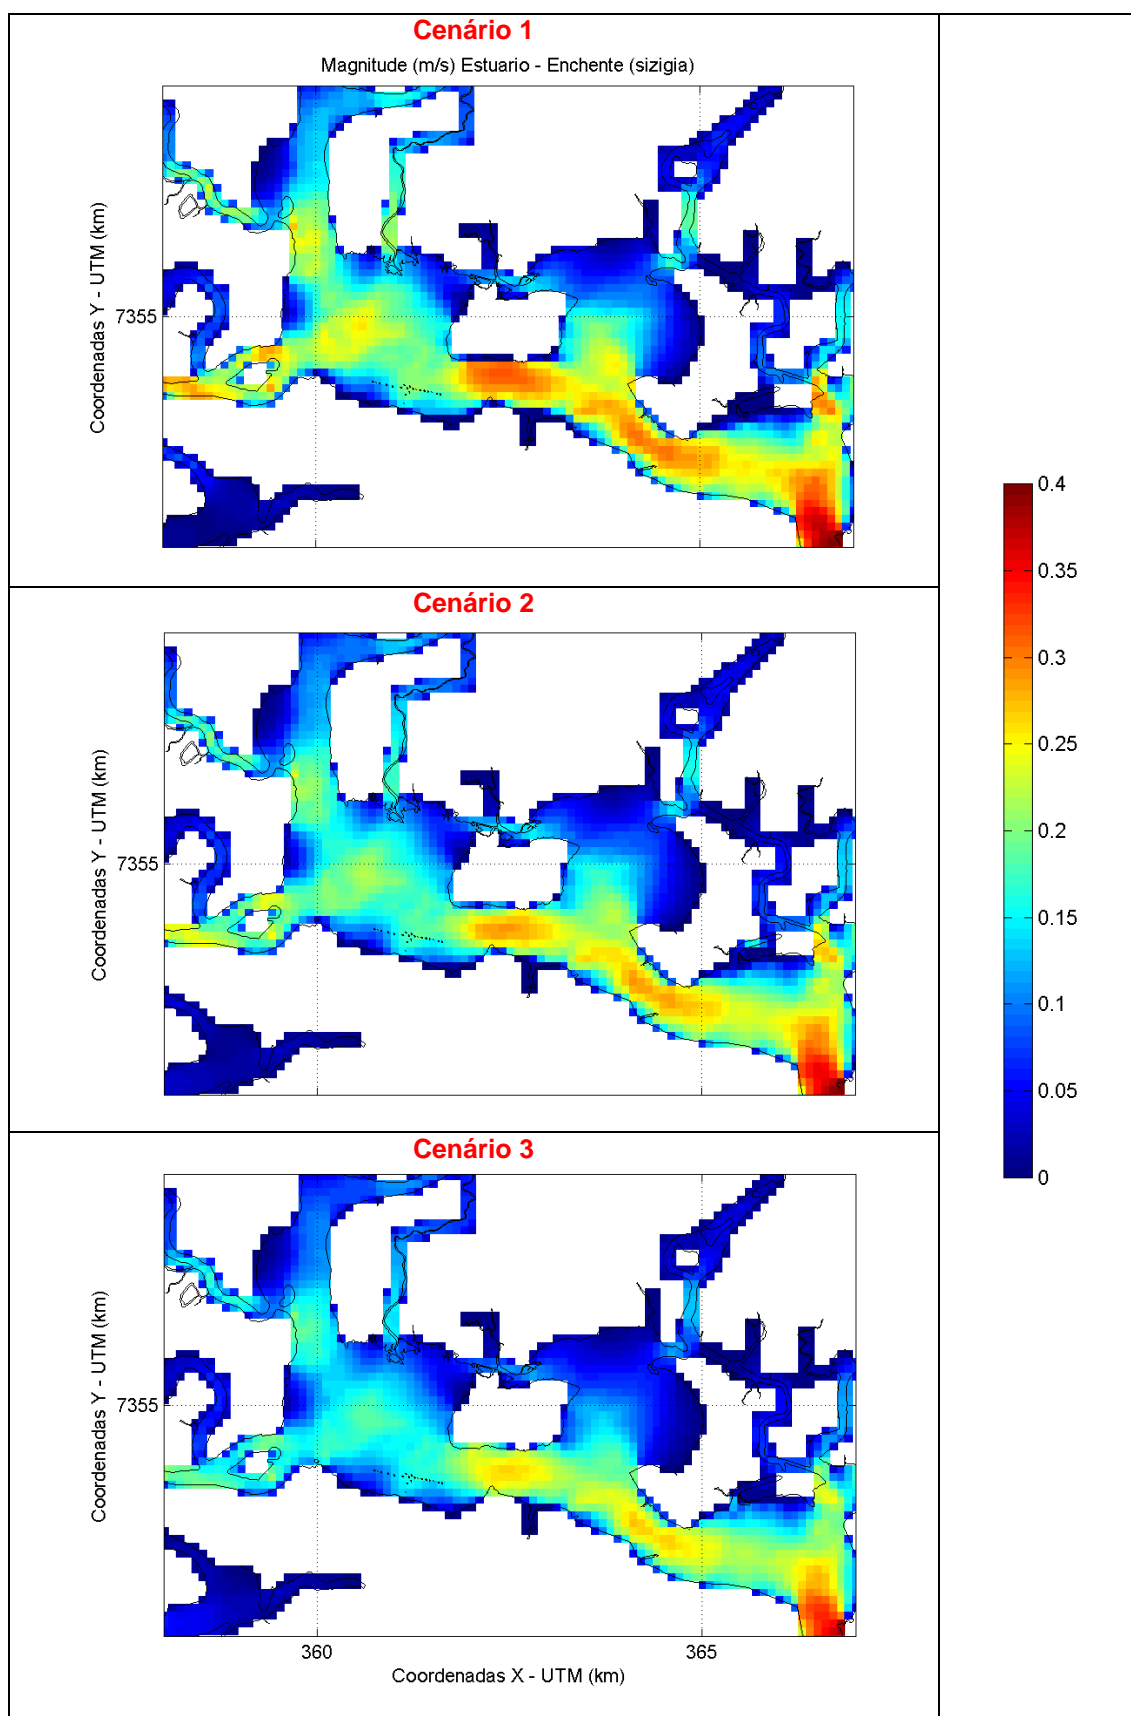 Cenário 1
Magnitude (m/s) Estuario - Enchente (sizigia)
7355
Coordenadas Y - UTM (km)
Cenário 2
7355
Coordenadas Y - UTM (km)
Cenário 3
7355
Coordenadas Y - UTM (km)
360
365
Coordenadas X - UTM (km)
0.4
0.35
0.3
0.25
0.2
0.15
0.1
0.05
0